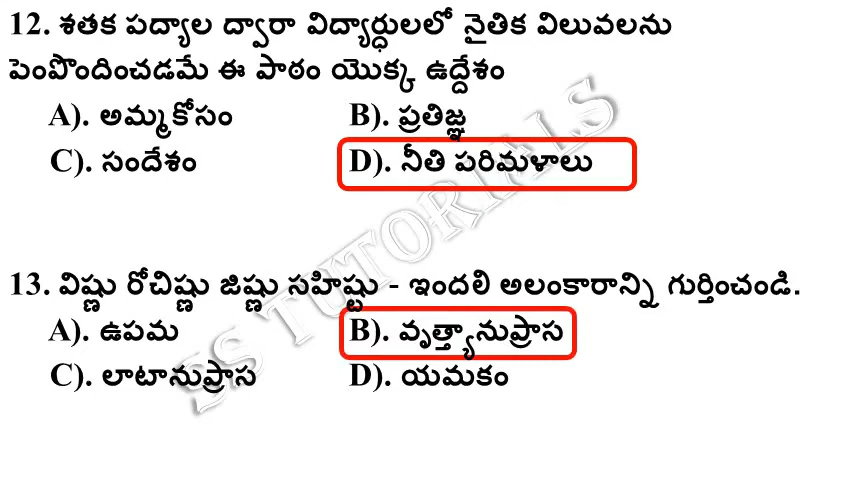 12. శతక పద్యాల ద్వారా విద్యార్ధులలో నైతిక విలువలను
పెంపొందించడమే ఈ పాఠం యొక్క ఉద్దేశం
A). అమ్మకోసం B). ప్రతిజ్ఞ
C). సందేశం D). నీతి పరిమళాలు
13. విష్ణు రోచిష్ణు జిష్ణు సహిష్టు - ఇందలి అలంకారాన్ని గుర్తించండి.
A). ఉపమ B). వృత్త్యానుప్రాస
C). లాటానుప్రాస D). యమకం
SS TUTORIALS